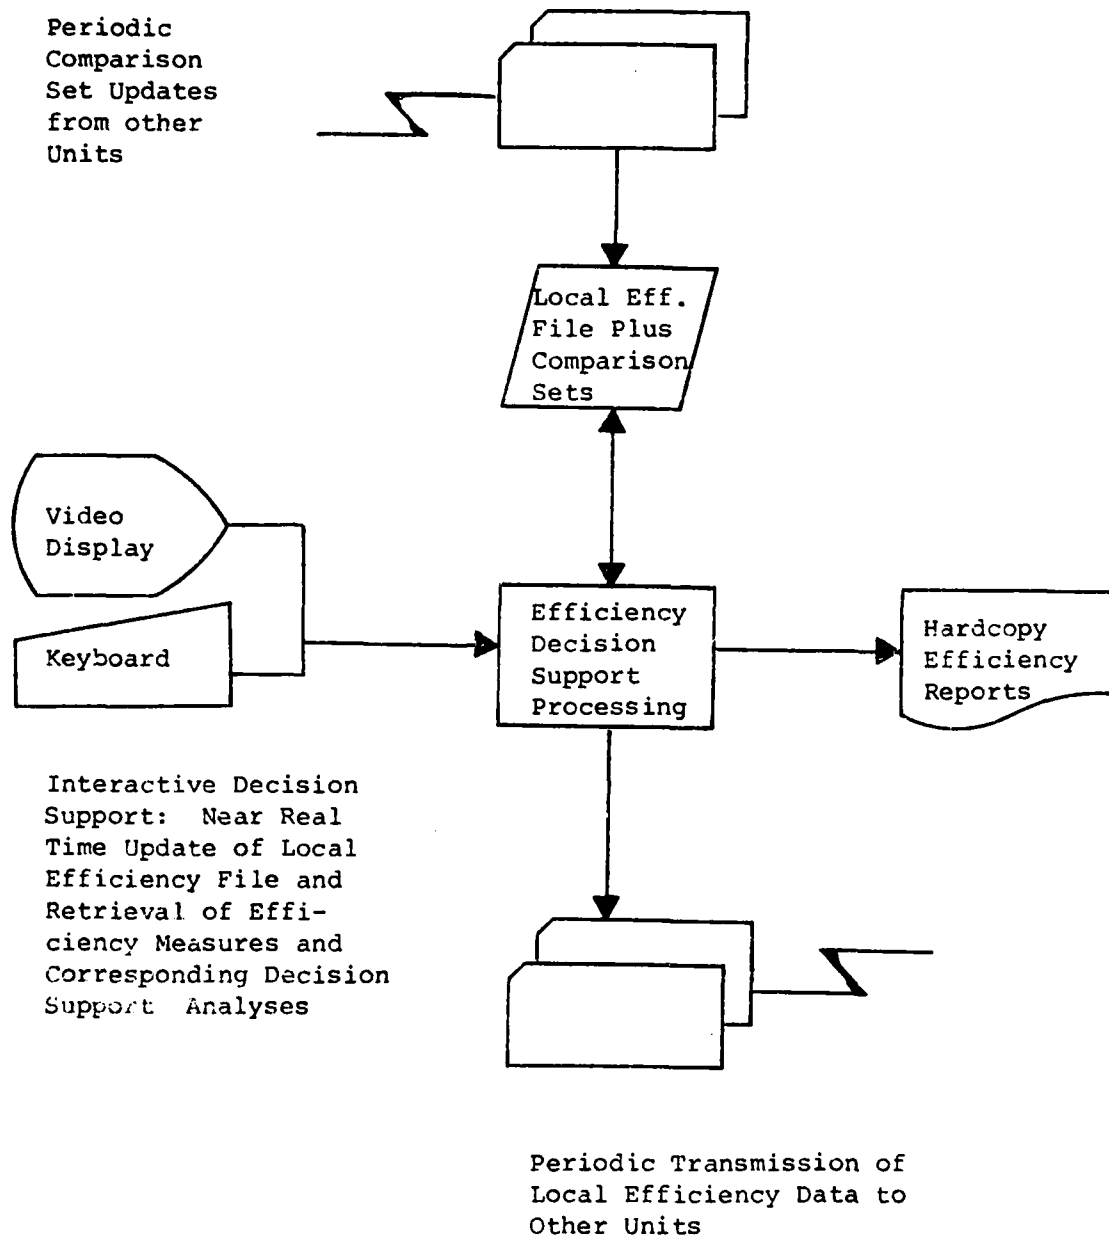 Periodic
Comparison
Set Updates
from other
Units
Local Eff.
File Plus
Comparison
Sets
Video
Display
Keyboard
Efficiency
Decision
Support
Processing
Hardcopy
Efficiency
Reports
Interactive Decision
Support: Near Real
Time Update of Local
Efficiency File and
Retrieval of Effi-
ciency Measures and
Corresponding Decision
Support Analyses
Periodic Transmission of
Local Efficiency Data to
Other Units